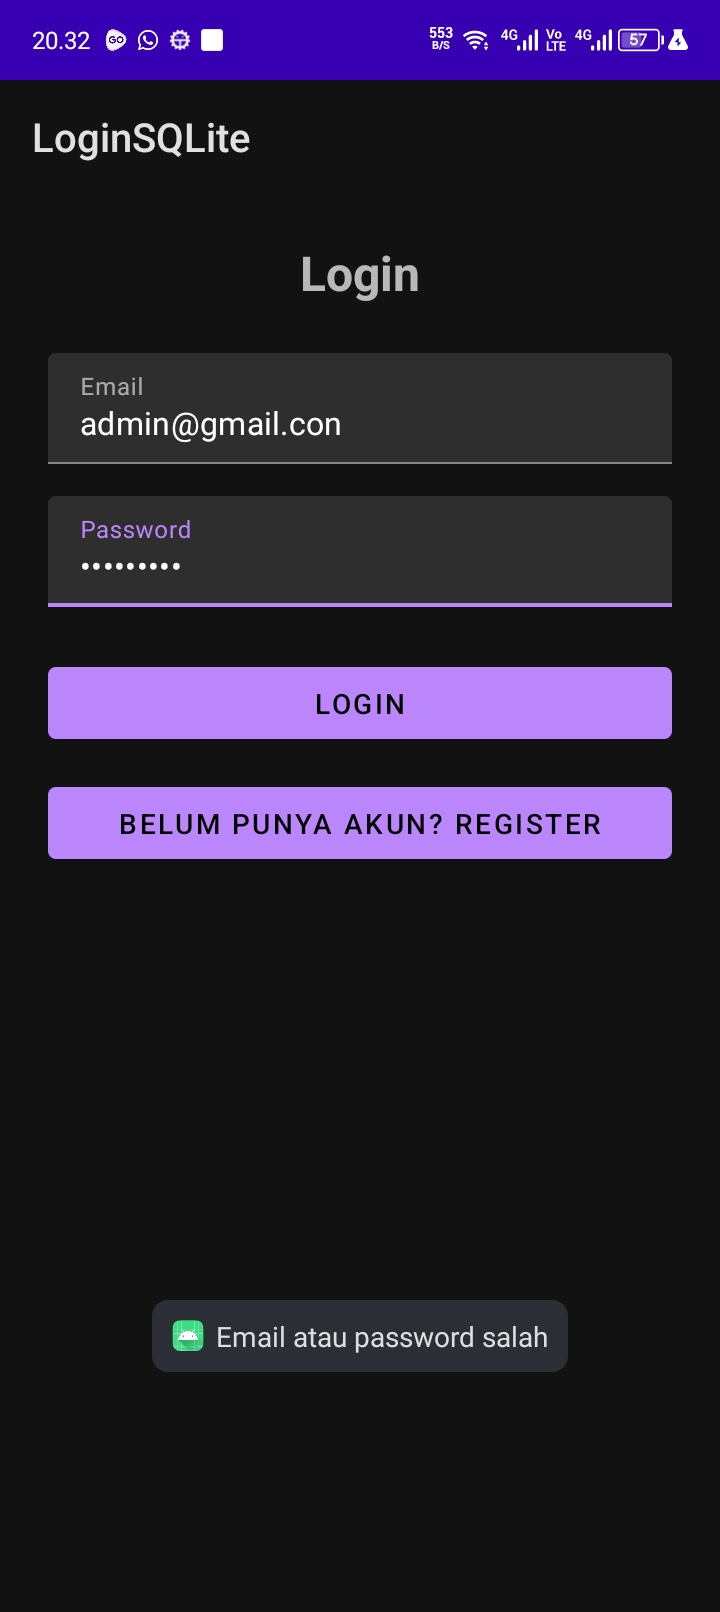 20.32 GO 553 B/S 4G Vo LTE 4G 57
LoginSQLite
Login
Email
admin@gmail.con
Password
•••••••••
LOGIN
BELUM PUNYA AKUN? REGISTER
Email atau password salah